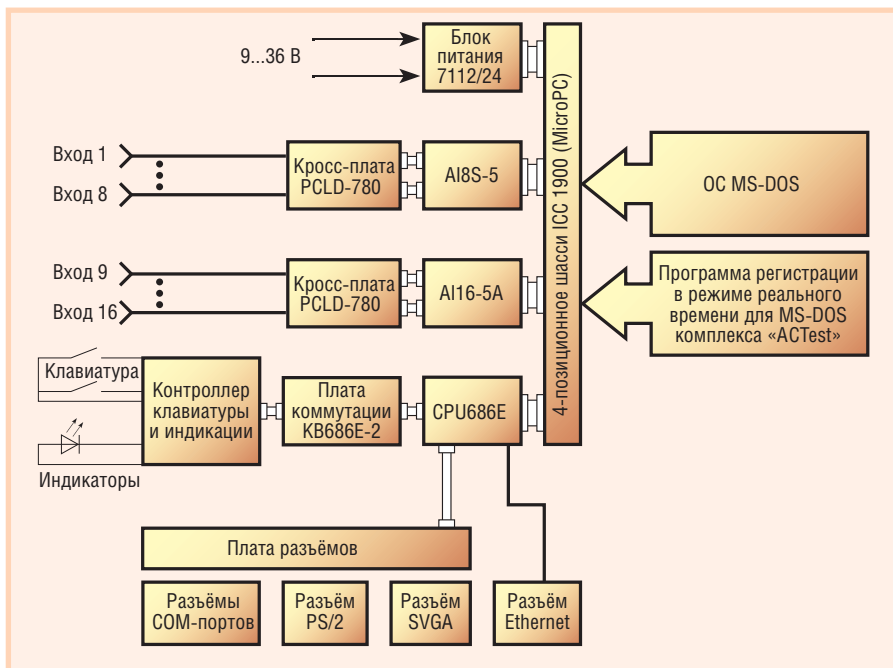 9...36 В
Блок
питания
7112/24
4-позиционное шасси ICC 1900 (MicroPC)
Вход 1
Вход 8
Кросс-плата
PCLD-780
AI8S-5
ОС MS-DOS
Вход 9
Вход 16
Кросс-плата
PCLD-780
AI16-5A
Программа регистрации
в режиме реального
времени для MS-DOS
комплекса «ACTest»
Клавиатура
Индикаторы
Контроллер
клавиатуры
и индикации
Плата
коммутации
KB686E-2
CPU686E
Плата разъёмов
Разъёмы
COM-портов
Разъём
PS/2
Разъём
SVGA
Разъём
Ethernet